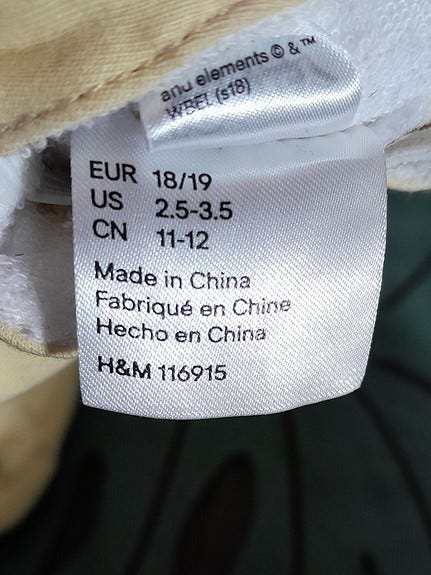 and elements © & ™
WBEI (s18)
EUR 18/19
US 2.5-3.5
CN 11-12
Made in China
Fabriqué en Chine
Hecho en China
H&M 116915